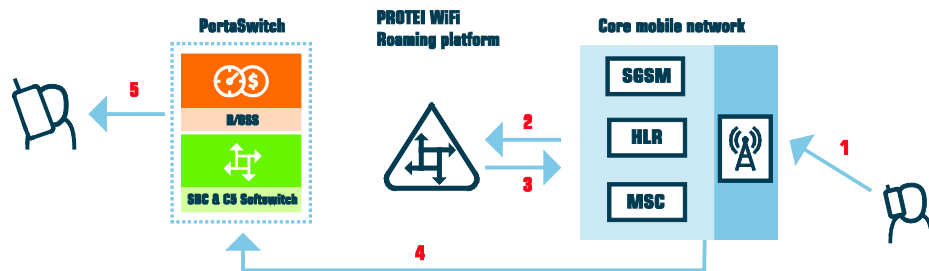 PortaSwitch
PROTEI WiFi
Roaming platform
Core mobile network
5
$
B/OSS
SBC & C5 Softswitch
2
3
SGSM
HLR
MSC
1
4